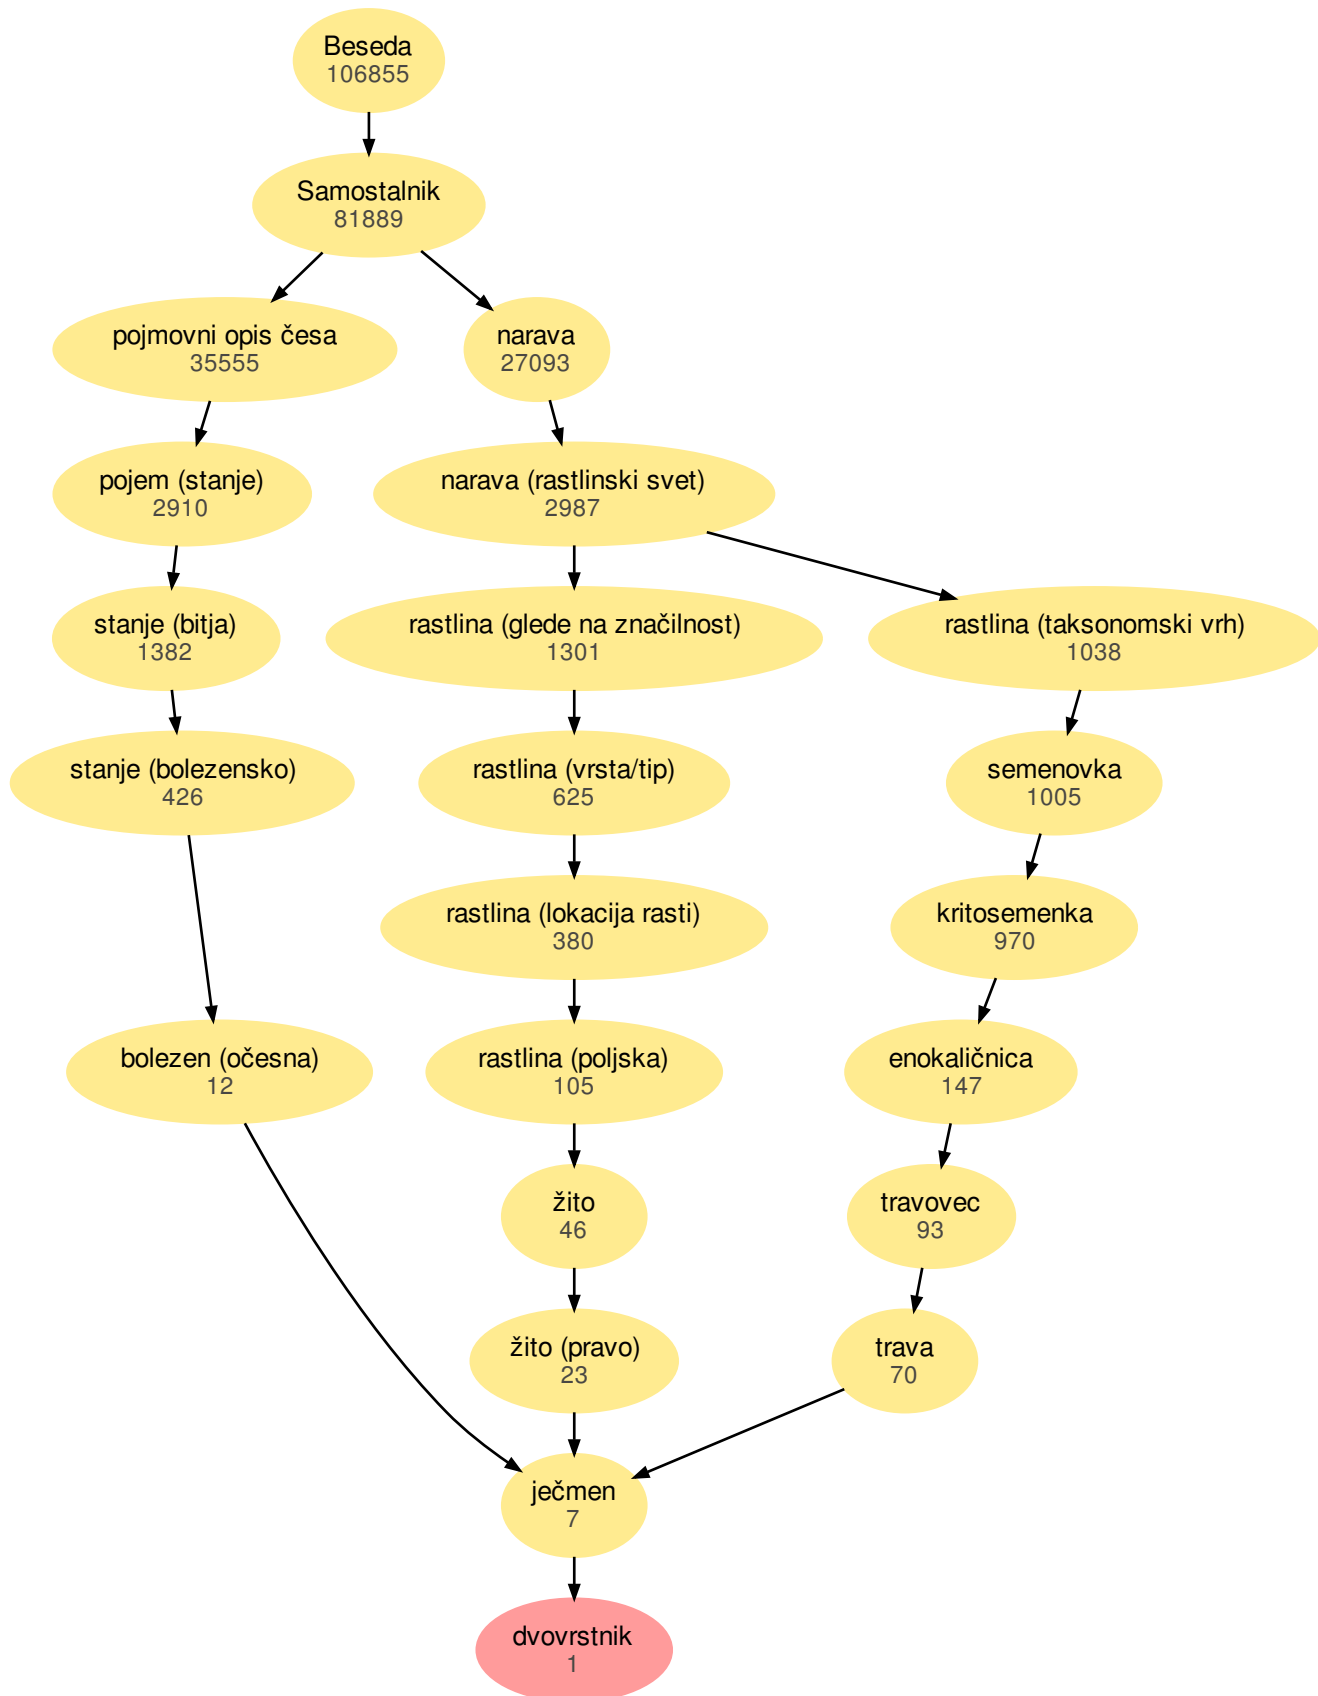 Beseda
106855
Samostalnik
81889
pojmovni opis česa
35555
narava
27093
pojem (stanje)
2910
narava (rastlinski svet)
2987
stanje (bitja)
1382
rastlina (glede na značilnost)
1301
rastlina (taksonomski vrh)
1038
stanje (bolezensko)
426
rastlina (vrsta/tip)
625
semenovka
1005
rastlina (lokacija rasti)
380
kritosemenka
970
bolezen (očesna)
12
rastlina (poljska)
105
enokaličnica
147
žito
46
travovec
93
žito (pravo)
23
trava
70
ječmen
7
dvovrstnik
1